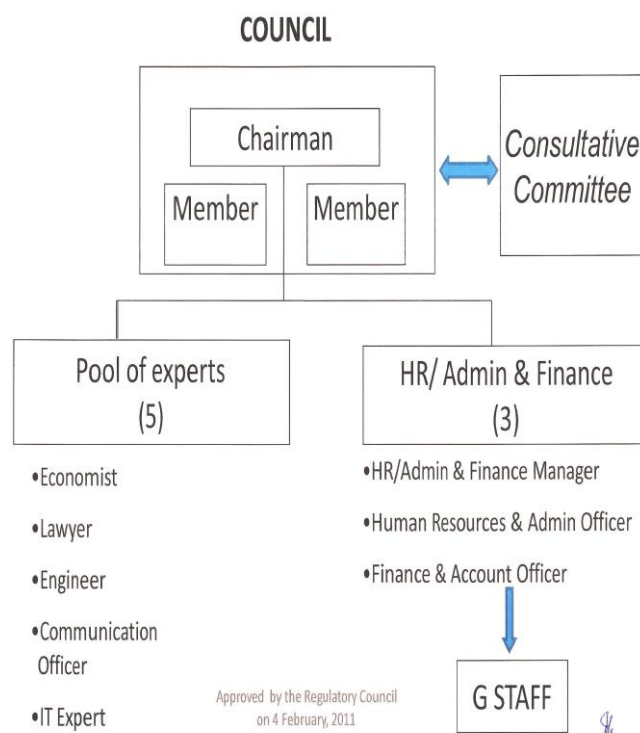 COUNCIL
Chairman
Member
Member
Consultative
Committee
Pool of experts
(5)
•Economist
•Lawyer
•Engineer
•Communication
Officer
•IT Expert
HR/ Admin & Finance
(3)
•HR/Admin & Finance Manager
•Human Resources & Admin Officer
•Finance & Account Officer
G STAFF
Approved by the Regulatory Council
on 4 February, 2011